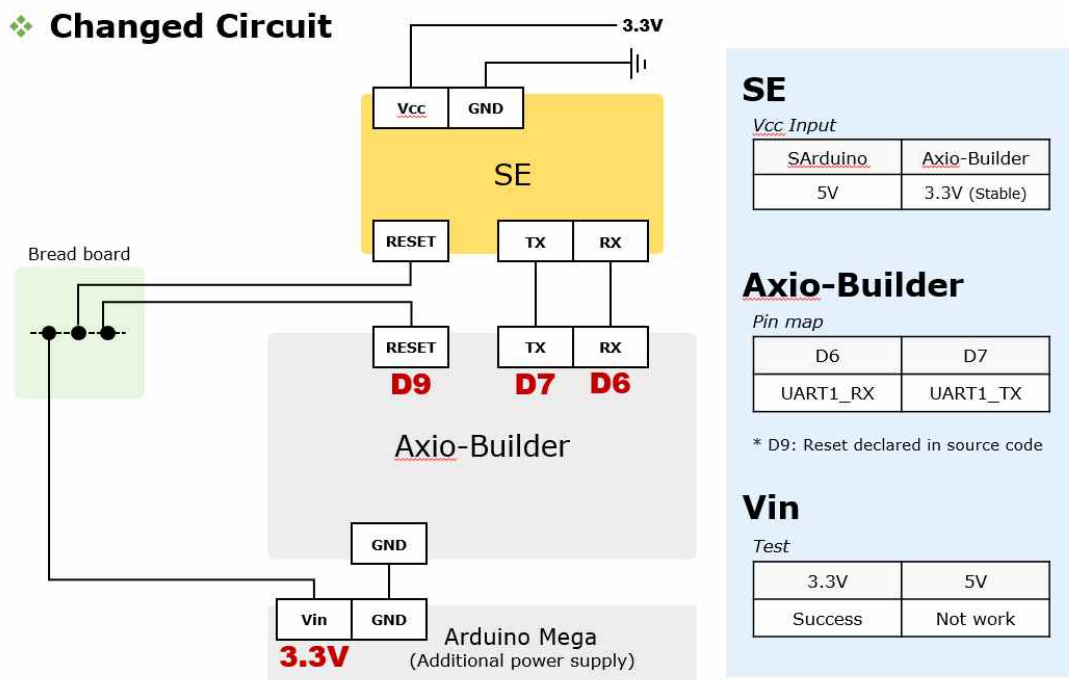 ❖ Changed Circuit
3.3V
Vcc GND
SE
RESET TX RX
Bread board
RESET TX RX
D9 D7 D6
Axio-Builder
GND
Vin GND
3.3V
Arduino Mega
(Additional power supply)
SE
Vcc Input
SArduino Axio-Builder
5V 3.3V (Stable)
Axio-Builder
Pin map
D6 D7
UART1_RX UART1_TX
* D9: Reset declared in source code
Vin
Test
3.3V 5V
Success Not work